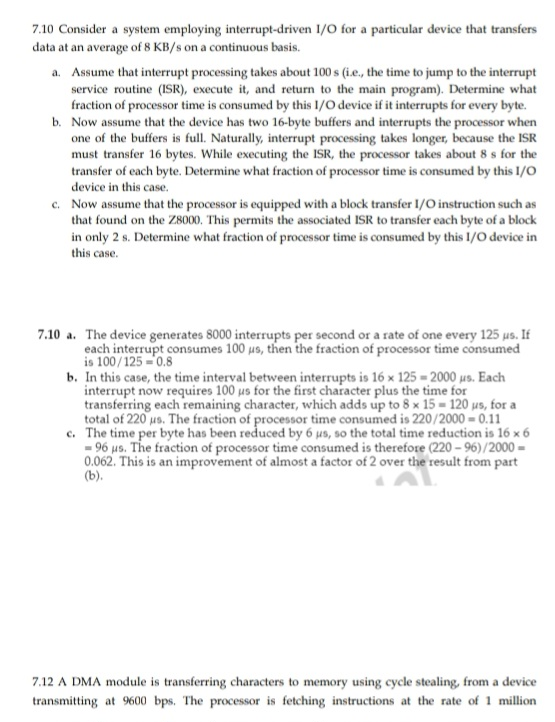 7.10 Consider a system employing interrupt-driven I/O for a particular device that transfers
data at an average of 8 KB/s on a continuous basis.
a. Assume that interrupt processing takes about 100 s (i.e., the time to jump to the interrupt
service routine (ISR), execute it, and return to the main program). Determine what
fraction of processor time is consumed by this I/O device if it interrupts for every byte.
b. Now assume that the device has two 16-byte buffers and interrupts the processor when
one of the buffers is full. Naturally, interrupt processing takes longer, because the ISR
must transfer 16 bytes. While executing the ISR, the processor takes about 8 s for the
transfer of each byte. Determine what fraction of processor time is consumed by this I/O
device in this case.
c. Now assume that the processor is equipped with a block transfer I/O instruction such as
that found on the Z8000. This permits the associated ISR to transfer each byte of a block
in only 2 s. Determine what fraction of processor time is consumed by this I/O device in
this case.
7.10 a. The device generates 8000 interrupts per second or a rate of one every 125 µs. If
each interrupt consumes 100 µs, then the fraction of processor time consumed
is 100/125 = 0.8
b. In this case, the time interval between interrupts is 16 × 125 = 2000 µs. Each
interrupt now requires 100 µs for the first character plus the time for
transferring each remaining character, which adds up to 8 × 15 = 120 µs, for a
total of 220 µs. The fraction of processor time consumed is 220/2000 = 0.11
c. The time per byte has been reduced by 6 µs, so the total time reduction is 16 × 6
= 96 µs. The fraction of processor time consumed is therefore (220 – 96)/2000 =
0.062. This is an improvement of almost a factor of 2 over the result from part
(b).
7.12 A DMA module is transferring characters to memory using cycle stealing, from a device
transmitting at 9600 bps. The processor is fetching instructions at the rate of 1 million